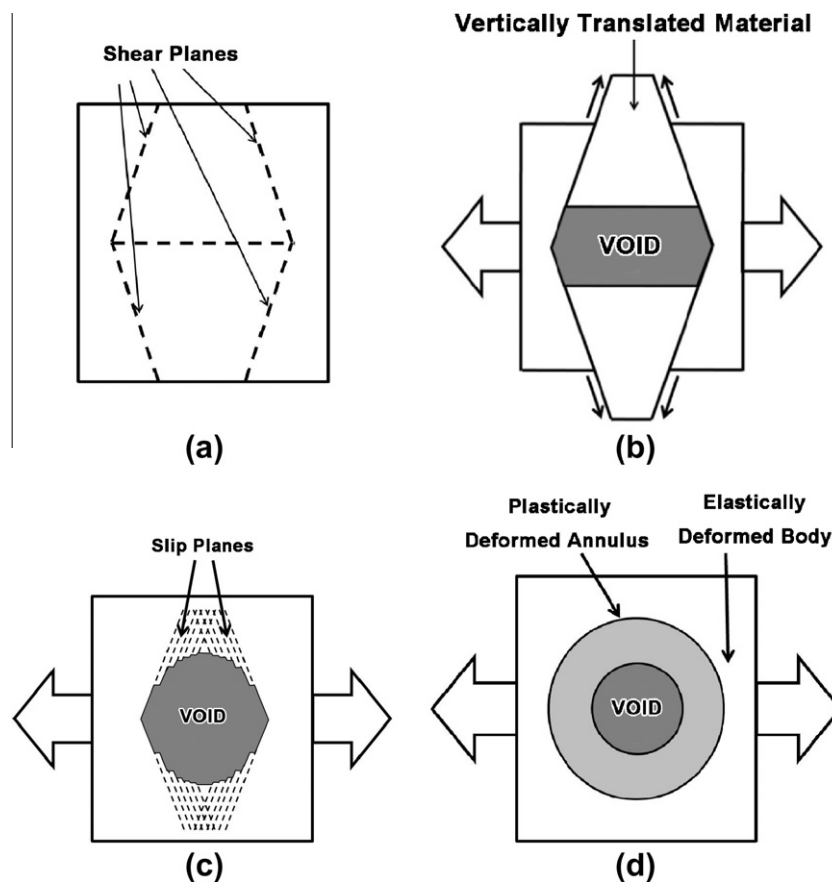 Shear Planes
(a)
Vertically Translated Material
VOID
(b)
Slip Planes
VOID
(c)
Plastically
Deformed Annulus
Elastically
Deformed Body
VOID
(d)